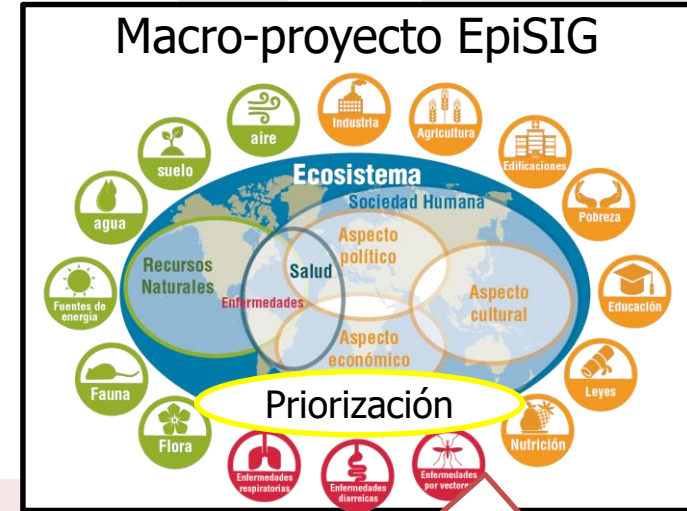 Macro-proyecto EpiSIG
aire
Industria
Agricultura
suelo
Edificaciones
Ecosistema
Sociedad Humana
agua
Pobreza
Aspecto
político
Recursos
Naturales
Salud
Enfermedades
Aspecto
cultural
Fuentes de
energía
Educación
Aspecto
económico
Fauna
Leyes
Priorización
Flora
Nutrición
Enfermedades
respiratorias
Enfermedades
diarreicas
Enfermedades
por vectores